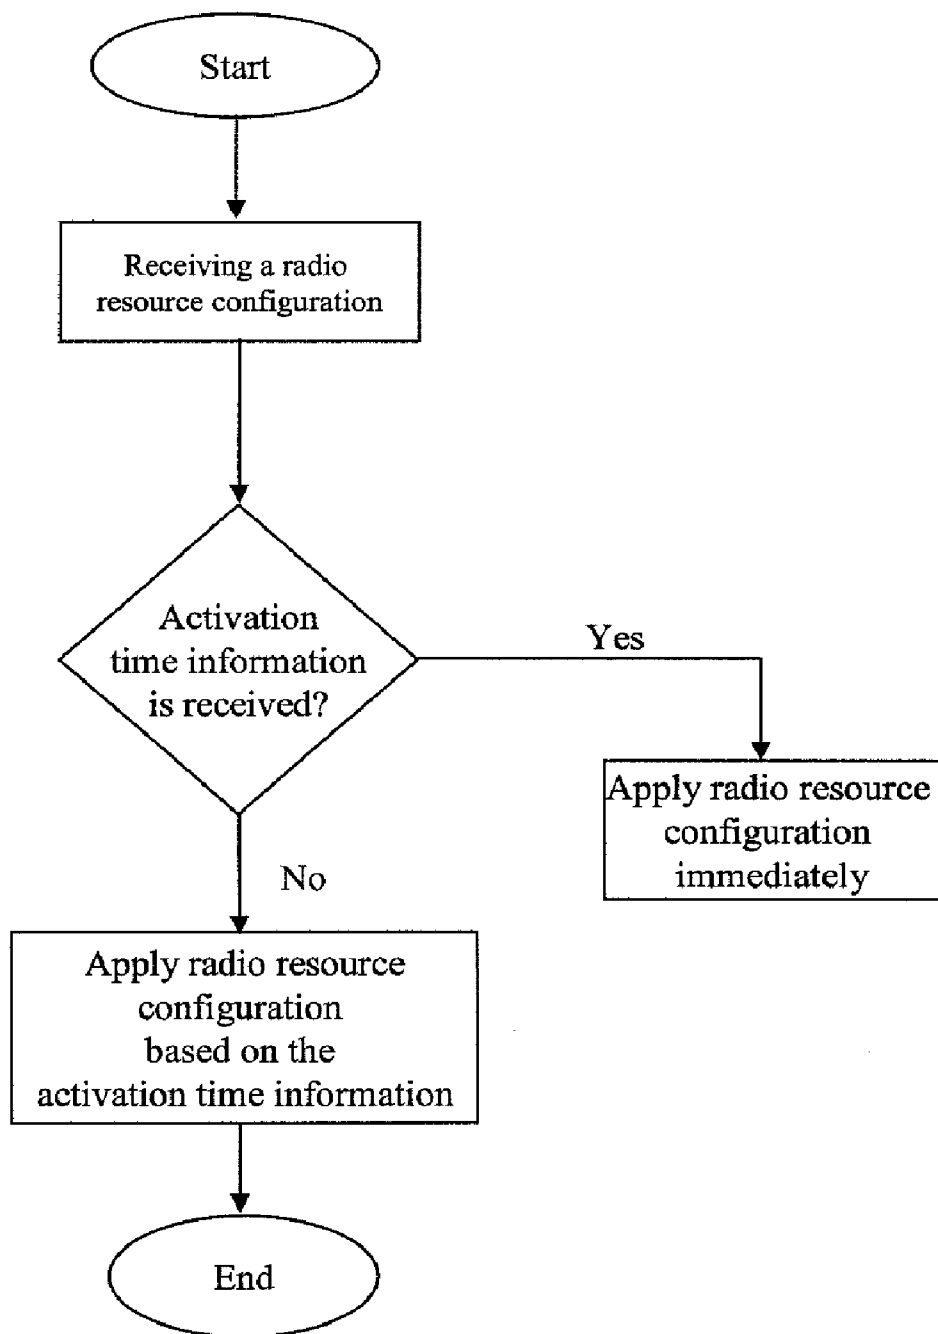 Start
Receiving a radio
resource configuration
Activation
time information
is received?
Yes
Apply radio resource
configuration
immediately
No
Apply radio resource
configuration
based on the
activation time information
End